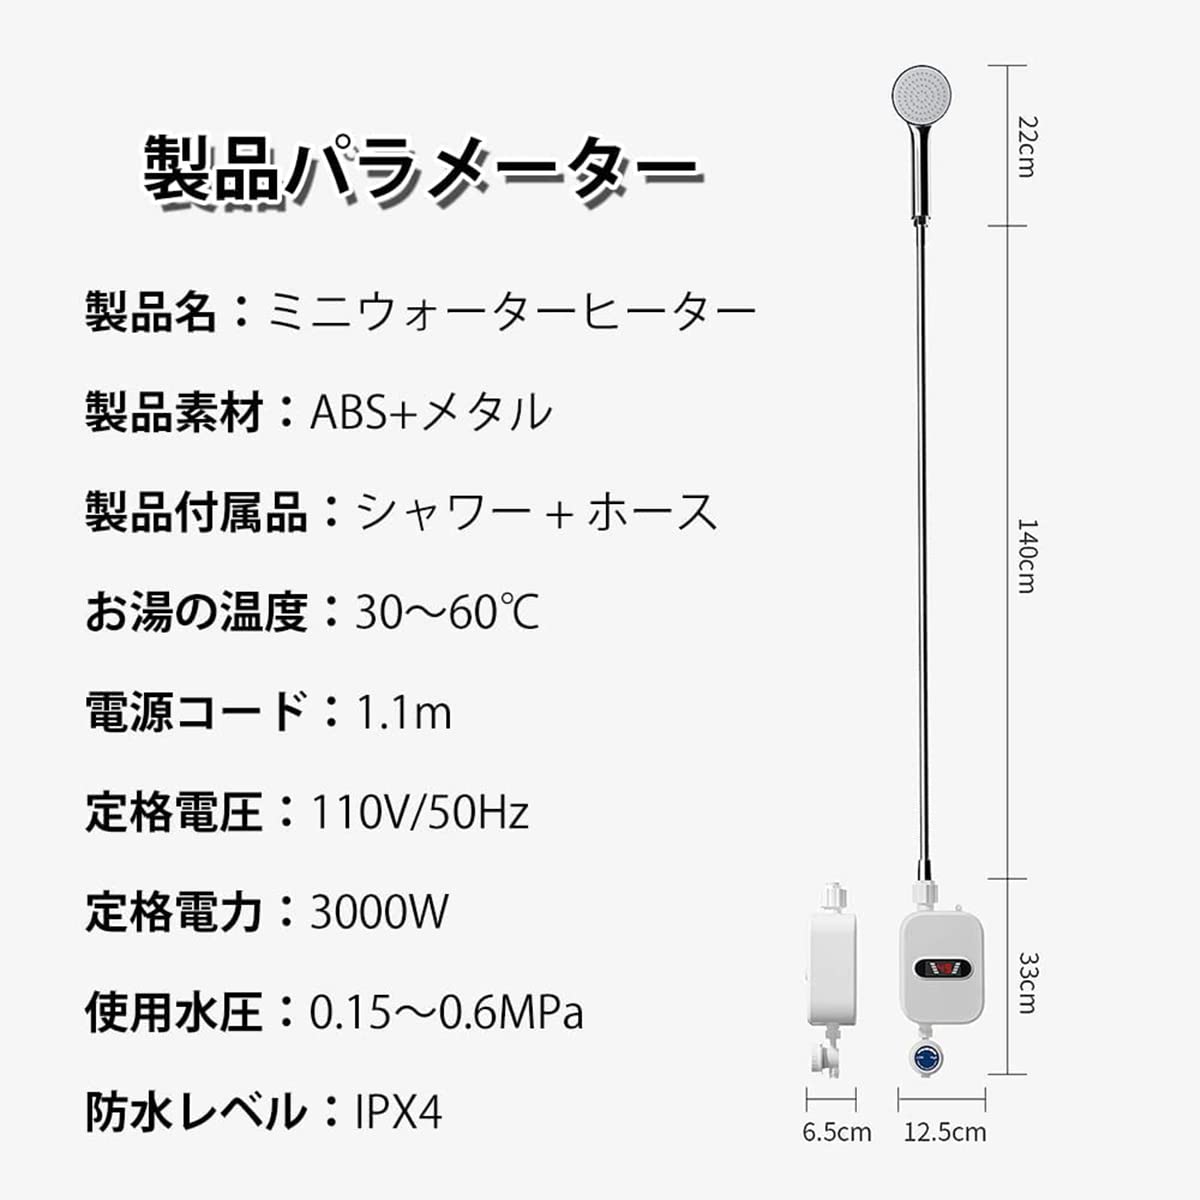 製品パラメーター
製品名：ミニウォーターヒーター
製品素材：ABS+メタル
製品付属品：シャワー + ホース
お湯の温度：30～60℃
電源コード：1.1m
定格電圧：110V/50Hz
定格電力：3000W
使用水圧：0.15～0.6MPa
防水レベル：IPX4
22cm
140cm
33cm
6.5cm
12.5cm